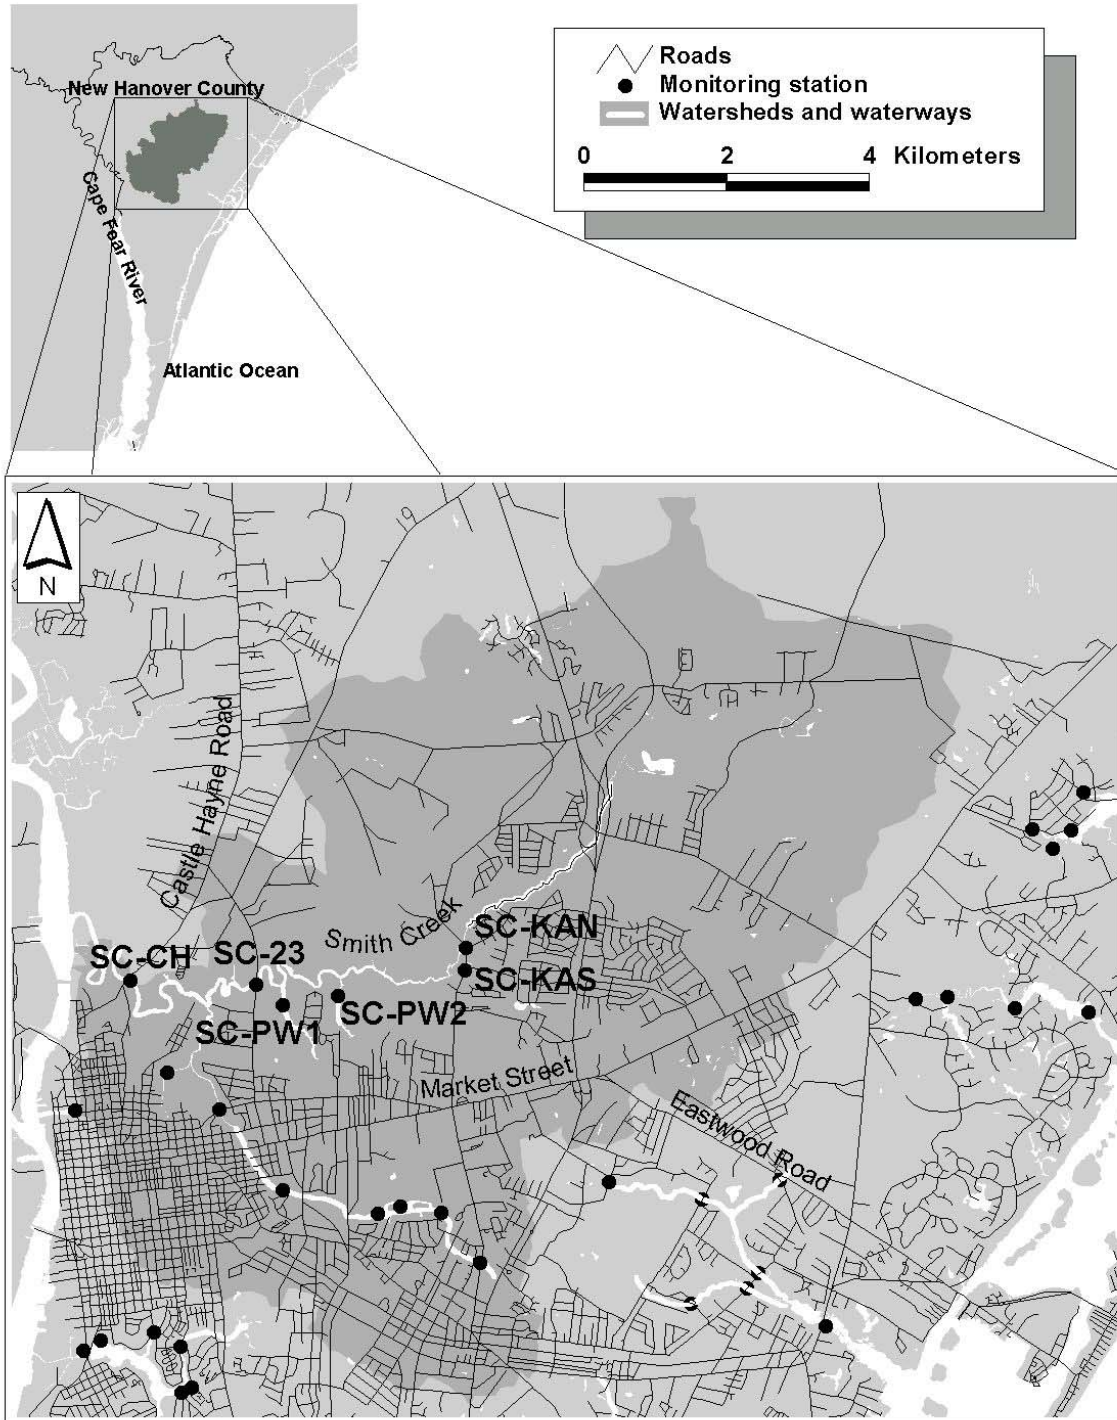 New Hanover County
Cape Fear River
Atlantic Ocean
Roads
Monitoring station
Watersheds and waterways
0 2 4 Kilometers
N
Castle Hayne Road
Smith Creek
SC-KAN
SC-CH
SC-23
SC-KAS
SC-PW2
SC-PW1
Market Street
Eastwood Road